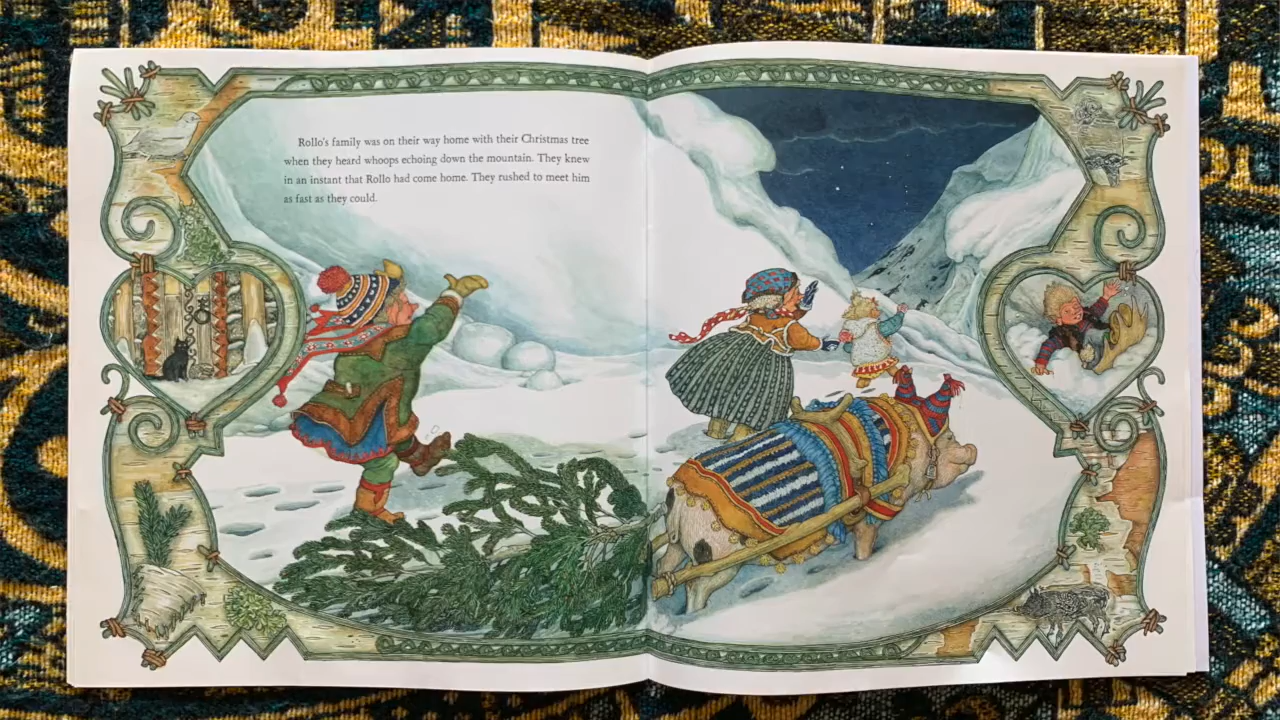 Rollo's family was on their way home with their Christmas tree
when they heard whoops echoing down the mountain. They knew
in an instant that Rollo had come home. They rushed to meet him
as fast as they could.